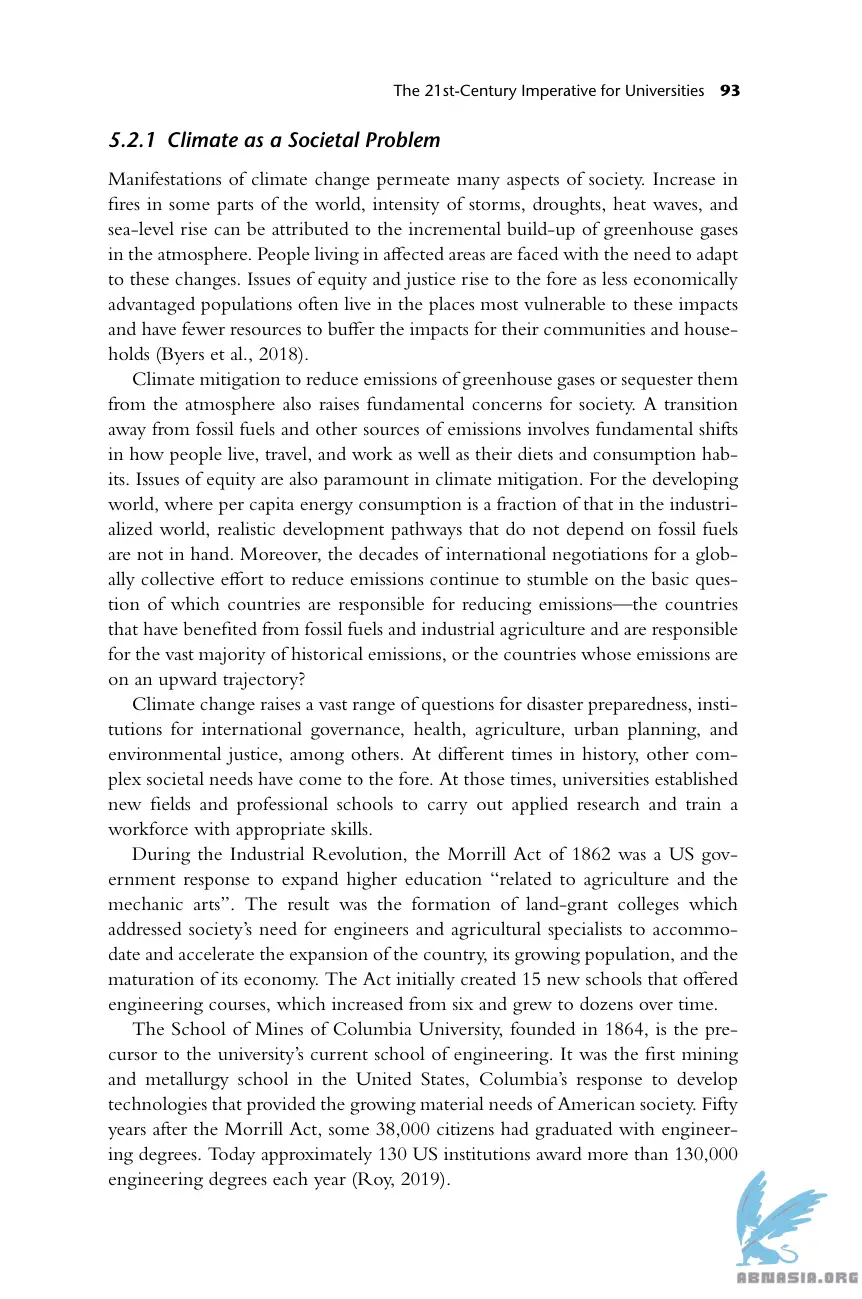 The 21st-Century Imperative for Universities 93
5.2.1 Climate as a Societal Problem
Manifestations of climate change permeate many aspects of society. Increase in
fires in some parts of the world, intensity of storms, droughts, heat waves, and
sea-level rise can be attributed to the incremental build-up of greenhouse gases
in the atmosphere. People living in affected areas are faced with the need to adapt
to these changes. Issues of equity and justice rise to the fore as less economically
advantaged populations often live in the places most vulnerable to these impacts
and have fewer resources to buffer the impacts for their communities and house-
holds (Byers et al., 2018).
Climate mitigation to reduce emissions of greenhouse gases or sequester them
from the atmosphere also raises fundamental concerns for society. A transition
away from fossil fuels and other sources of emissions involves fundamental shifts
in how people live, travel, and work as well as their diets and consumption hab-
its. Issues of equity are also paramount in climate mitigation. For the developing
world, where per capita energy consumption is a fraction of that in the industri-
alized world, realistic development pathways that do not depend on fossil fuels
are not in hand. Moreover, the decades of international negotiations for a glob-
ally collective effort to reduce emissions continue to stumble on the basic ques-
tion of which countries are responsible for reducing emissions—the countries
that have benefited from fossil fuels and industrial agriculture and are responsible
for the vast majority of historical emissions, or the countries whose emissions are
on an upward trajectory?
Climate change raises a vast range of questions for disaster preparedness, insti-
tutions for international governance, health, agriculture, urban planning, and
environmental justice, among others. At different times in history, other com-
plex societal needs have come to the fore. At those times, universities established
new fields and professional schools to carry out applied research and train a
workforce with appropriate skills.
During the Industrial Revolution, the Morrill Act of 1862 was a US gov-
ernment response to expand higher education “related to agriculture and the
mechanic arts”. The result was the formation of land-grant colleges which
addressed society’s need for engineers and agricultural specialists to accommo-
date and accelerate the expansion of the country, its growing population, and the
maturation of its economy. The Act initially created 15 new schools that offered
engineering courses, which increased from six and grew to dozens over time.
The School of Mines of Columbia University, founded in 1864, is the pre-
cursor to the university’s current school of engineering. It was the first mining
and metallurgy school in the United States, Columbia’s response to develop
technologies that provided the growing material needs of American society. Fifty
years after the Morrill Act, some 38,000 citizens had graduated with engineer-
ing degrees. Today approximately 130 US institutions award more than 130,000
engineering degrees each year (Roy, 2019).
ABNASIA.ORG